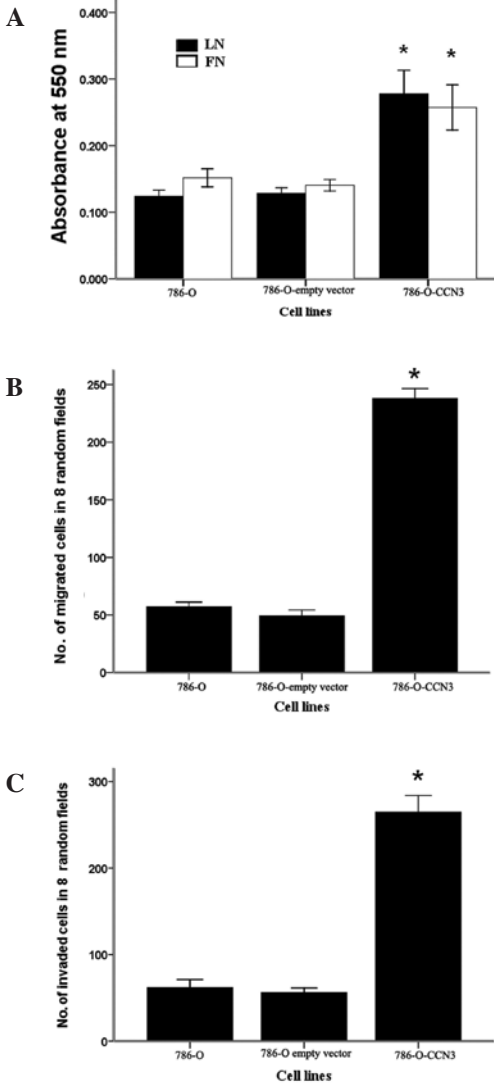 A
Absorbance at 550 nm
0.400
0.300
0.200
0.100
0.000
LN
FN
* *
786-O 786-O-empty vector 786-O-CCN3
Cell lines
B
No. of migrated cells in 8 random fields
250
200
150
100
50
0
*
786-O 786-O-empty vector 786-O-CCN3
Cell lines
C
No. of invaded cells in 8 random fields
300
200
100
0
*
786-O 786-O empty vector 786-O-CCN3
Cell lines